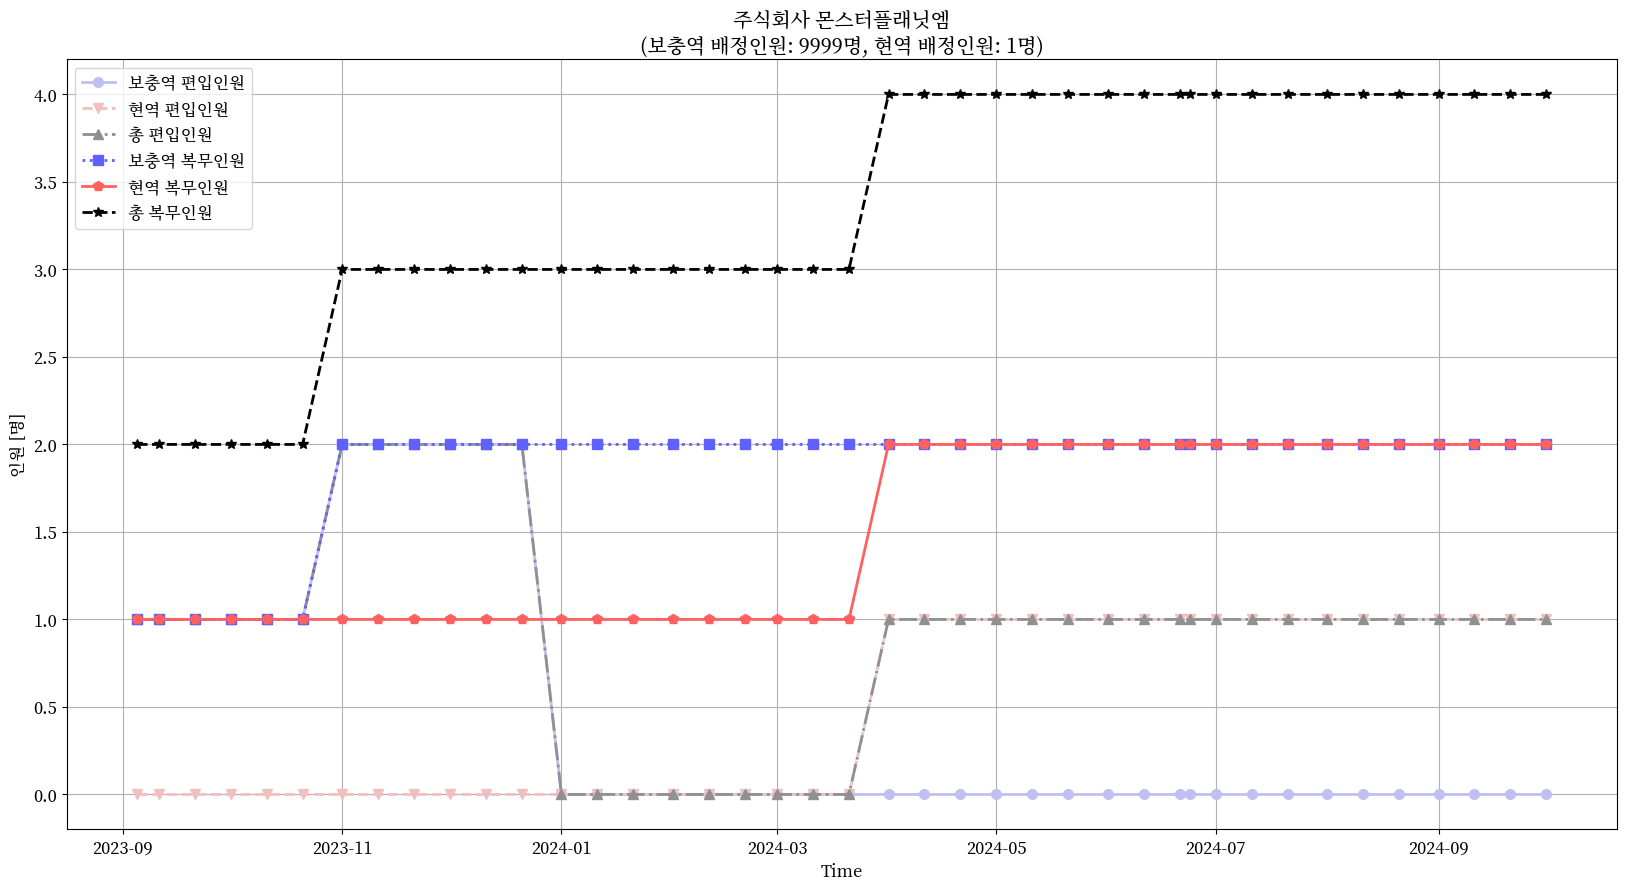 주식회사 몬스터플래닛엠
(보충역 배정인원: 9999명, 현역 배정인원: 1명)
보충역 편입인원
현역 편입인원
총 편입인원
보충역 복무인원
현역 복무인원
총 복무인원
4.0
3.5
3.0
2.5
2.0
1.5
1.0
0.5
0.0
인원 [명]
2023-09
2023-11
2024-01
2024-03
2024-05
2024-07
2024-09
Time